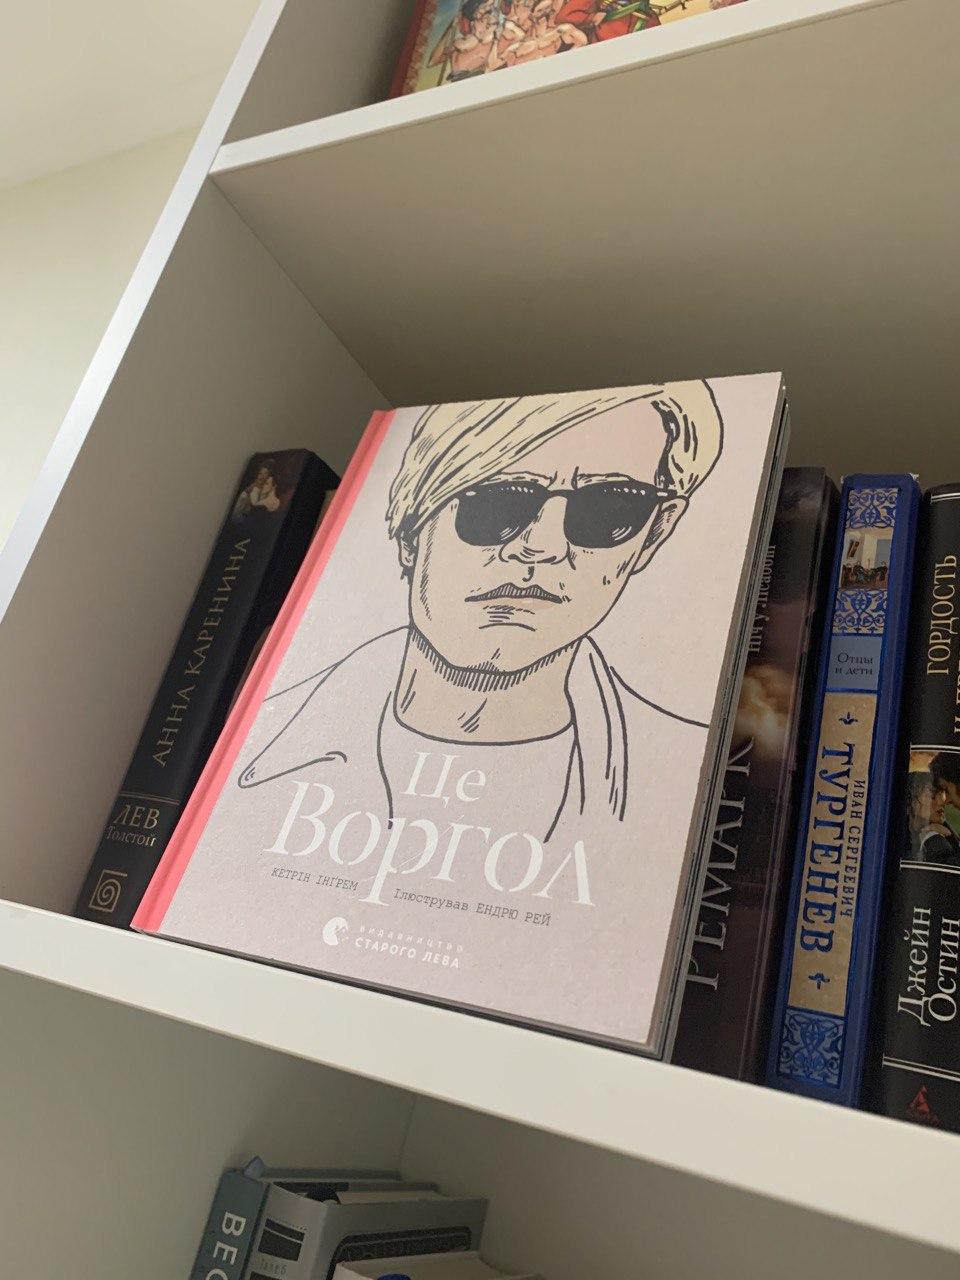 АННА КАРЕНИНА
ЛЕВ
Толстой
Це
Ворґол
КЕТРІН ІНҐРЕМ
Ілюстрував ЕНДРЮ РЕЙ
видавництво
СТАРОГО ЛЕВА
РЕМАРК
Отцы
и дети
ИВАН СЕРГЕЕВИЧ
ТУРГЕНЕВ
ГОРДОСТЬ
Джейн
Остин